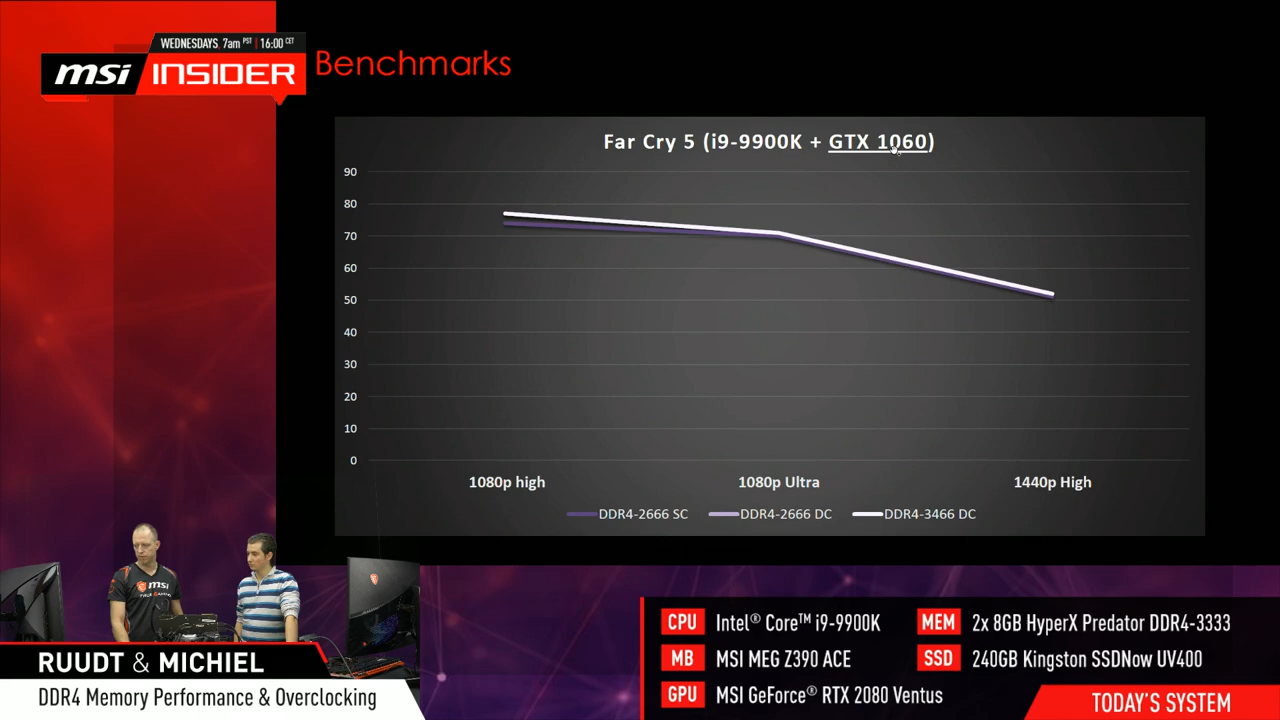 WEDNESDAYS 7am PST | 16:00 CET
msi INSIDER
Benchmarks
Far Cry 5 (i9-9900K + GTX 1060)
90
80
70
60
50
40
30
20
10
0
1080p high
1080p Ultra
1440p High
DDR4-2666 SC
DDR4-2666 DC
DDR4-3466 DC
msi
RUUDT & MICHIEL
DDR4 Memory Performance & Overclocking
CPU Intel® Core™ i9-9900K
MB MSI MEG Z390 ACE
GPU MSI GeForce® RTX 2080 Ventus
MEM 2x 8GB HyperX Predator DDR4-3333
SSD 240GB Kingston SSDNow UV400
TODAY'S SYSTEM